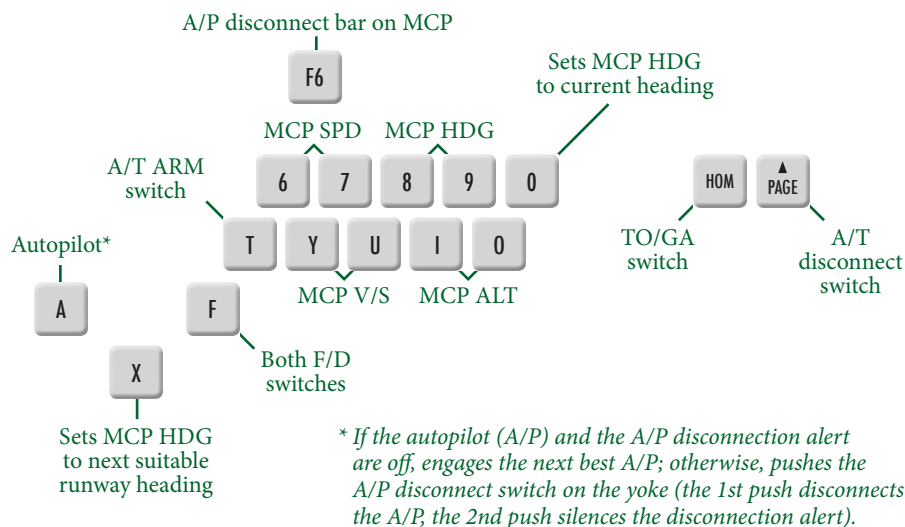 A/P disconnect bar on MCP
F6
Sets MCP HDG
to current heading
MCP SPD
MCP HDG
6
7
8
9
0
A/T ARM
switch
T
Y
U
I
O
MCP V/S
MCP ALT
HOM
▲
PAGE
TO/GA
switch
A/T
disconnect
switch
Autopilot*
A
F
Both F/D
switches
X
Sets MCP HDG
to next suitable
runway heading
* If the autopilot (A/P) and the A/P disconnection alert
are off, engages the next best A/P; otherwise, pushes the
A/P disconnect switch on the yoke (the 1st push disconnects
the A/P, the 2nd push silences the disconnection alert).